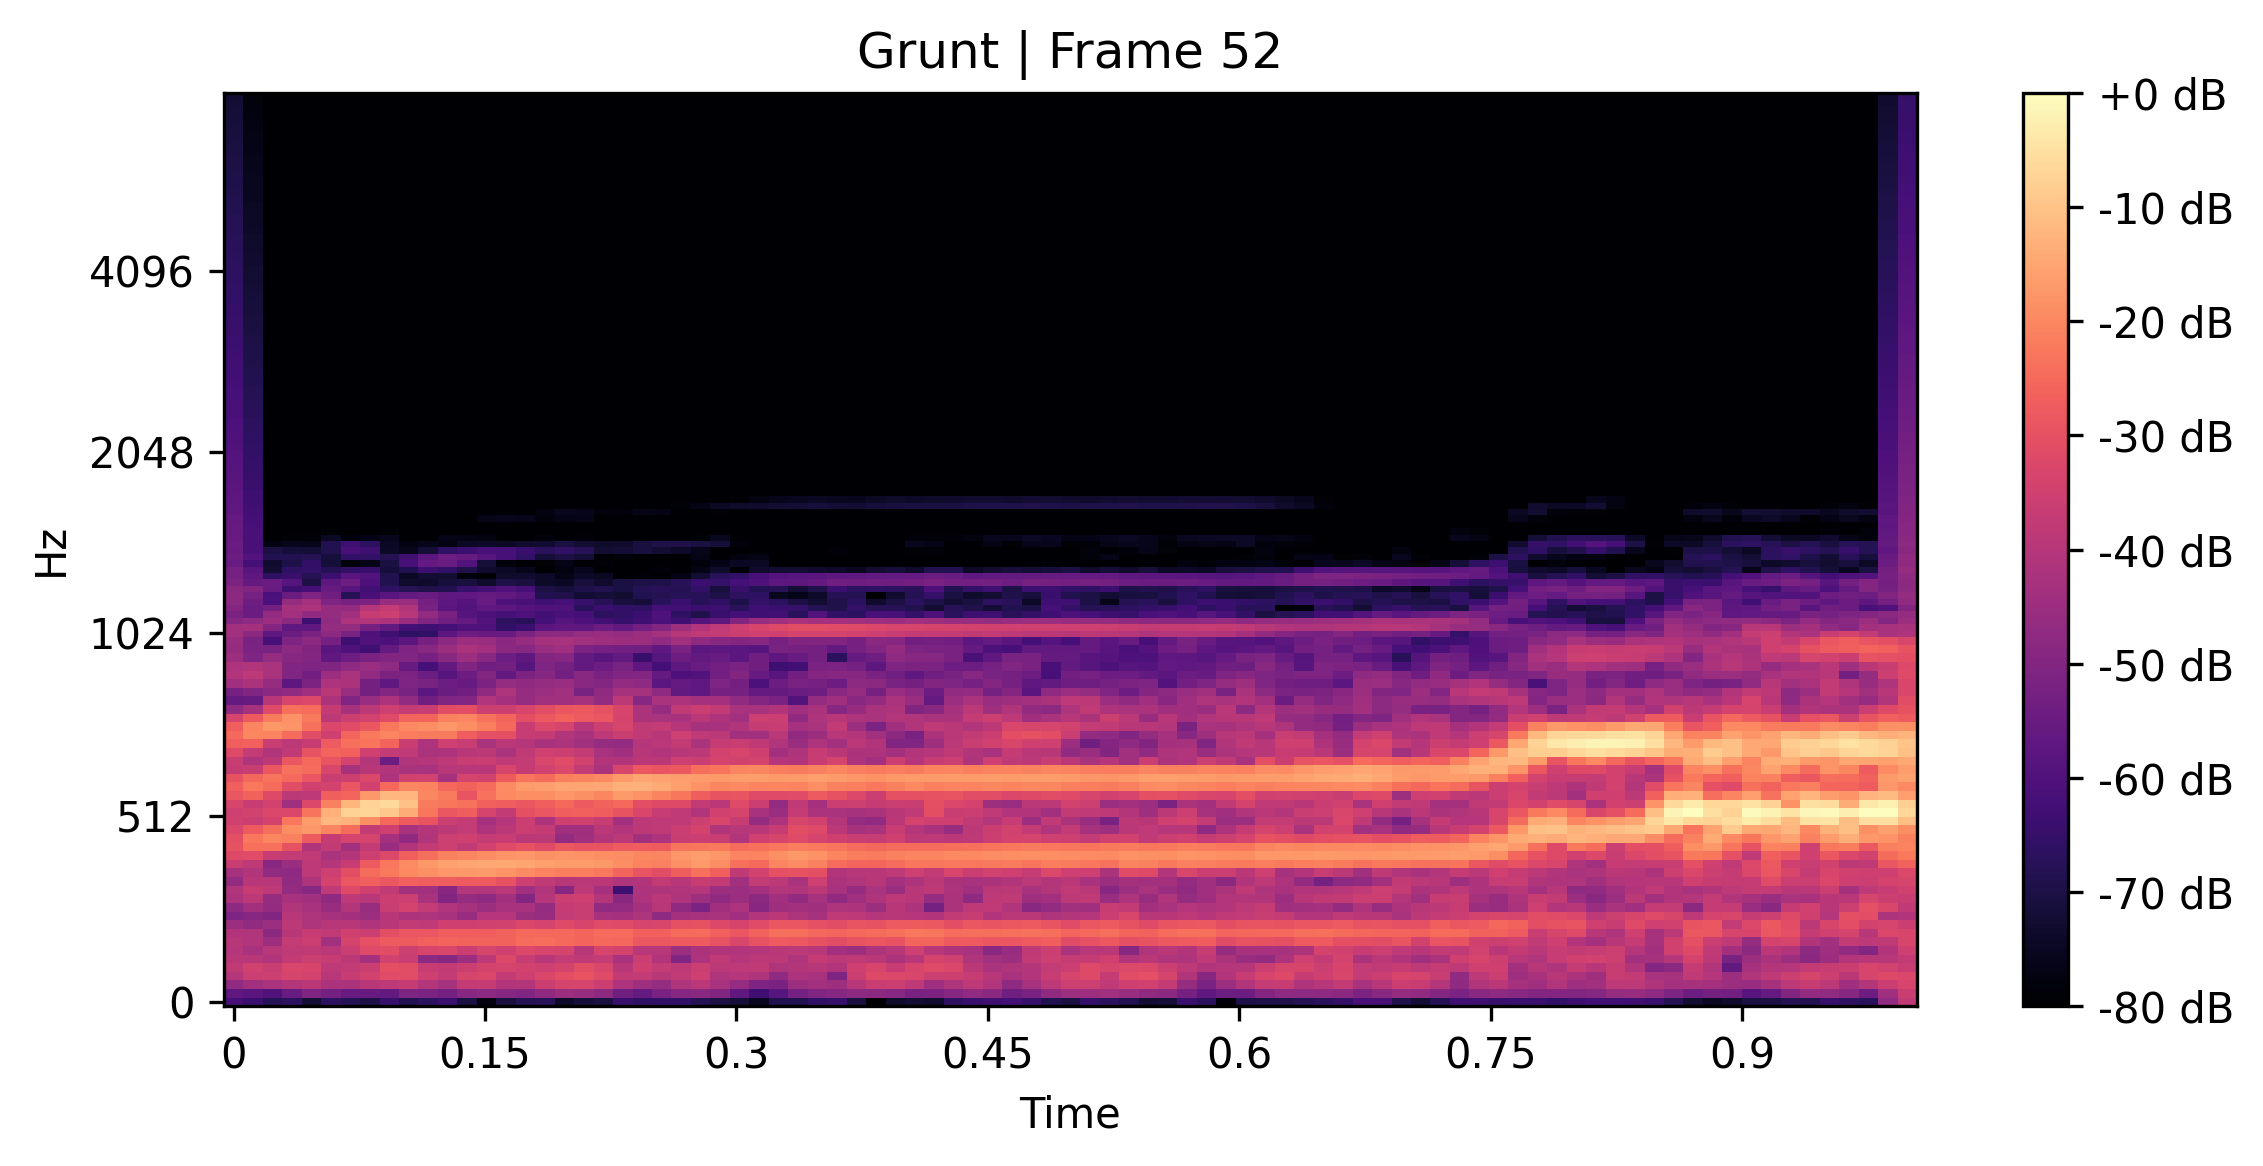 Grunt | Frame 52
+0 dB
-10 dB
-20 dB
-30 dB
-40 dB
-50 dB
-60 dB
-70 dB
-80 dB
Hz
4096
2048
1024
512
0
0 0.15 0.3 0.45 0.6 0.75 0.9
Time